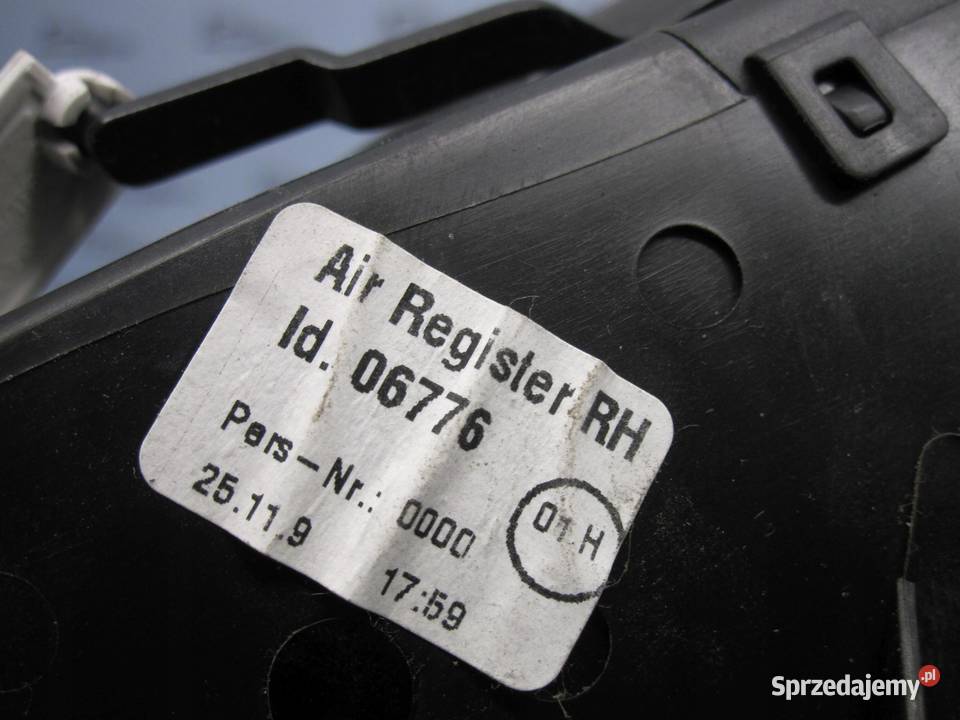 Air Register RH
Id. 06776
Pers-Nr.: 0000
01.H
25.11.9
17:59
Sprzedajemy.pl